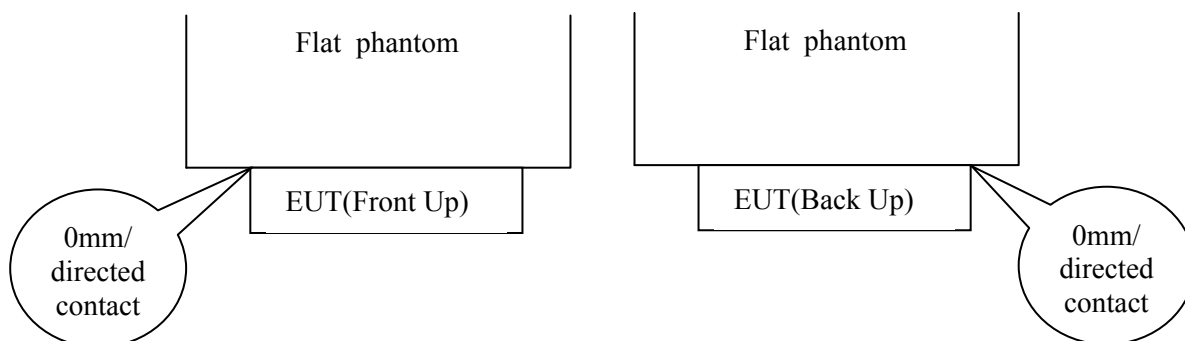 Flat phantom
EUT(Front Up)
0mm/
directed
contact
Flat phantom
EUT(Back Up)
0mm/
directed
contact